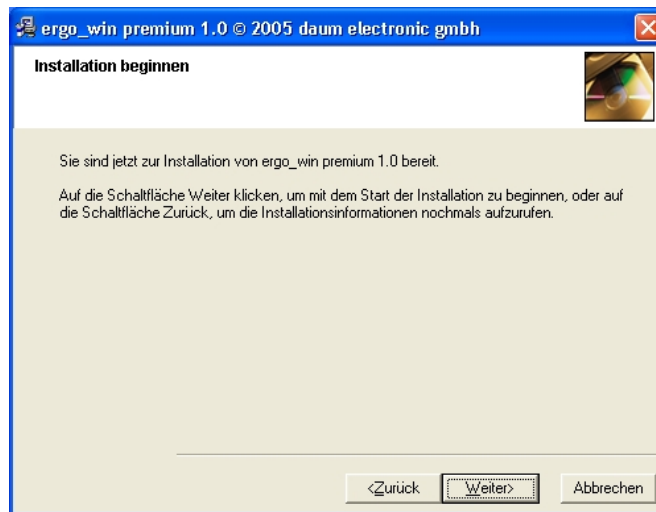 ergo_win premium 1.0 © 2005 daum electronic gmbh
Installation beginnen
Sie sind jetzt zur Installation von ergo_win premium 1.0 bereit.
Auf die Schaltfläche Weiter klicken, um mit dem Start der Installation zu beginnen, oder auf
die Schaltfläche Zurück, um die Installationsinformationen nochmals aufzurufen.
<Zurück Weiter> Abbrechen